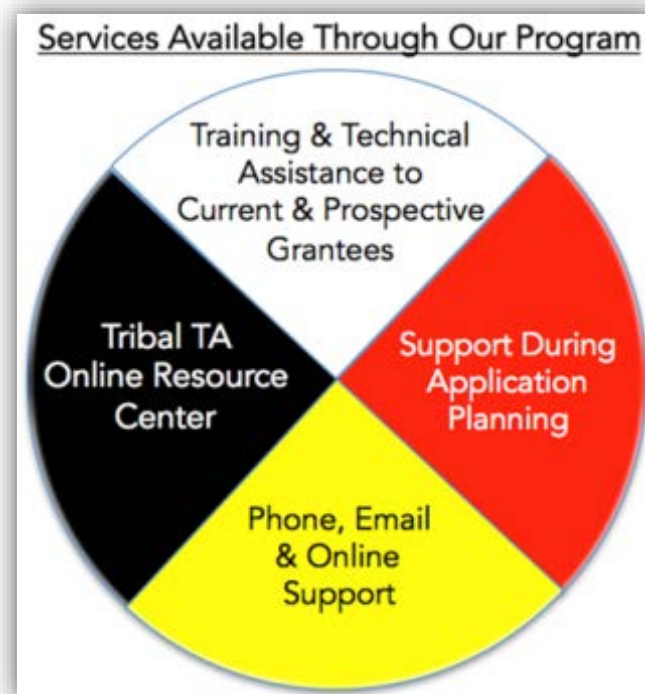 Services Available Through Our Program
Training & Technical
Assistance to
Current & Prospective
Grantees
Tribal TA
Online Resource
Center
Support During
Application
Planning
Phone, Email
& Online
Support